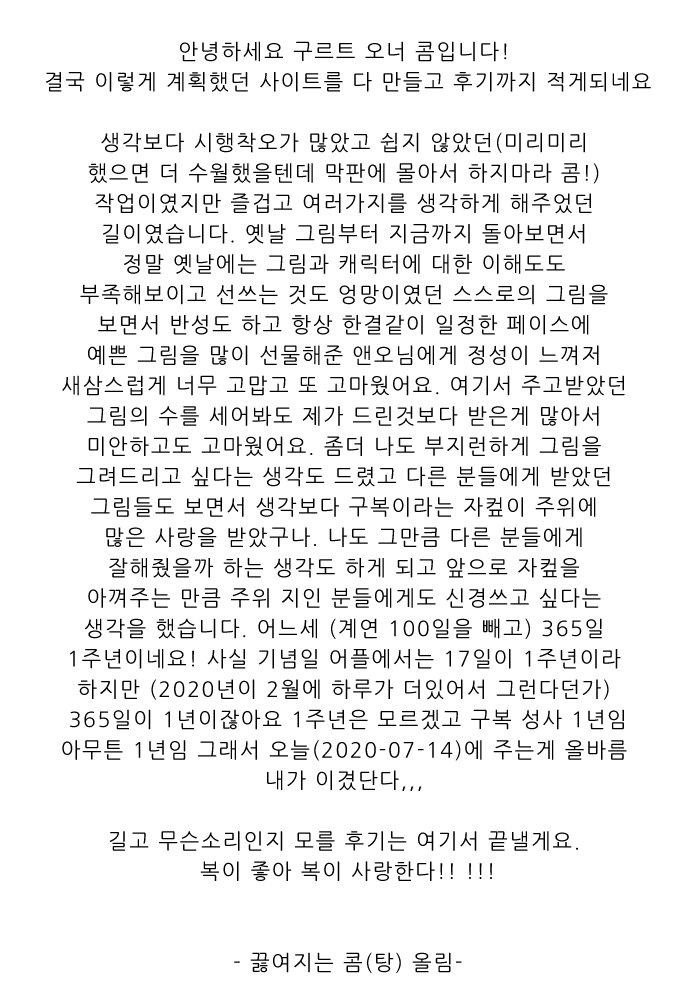 안녕하세요 구르트 오너 콤입니다!
결국 이렇게 계획했던 사이트를 다 만들고 후기까지 적게되네요
생각보다 시행착오가 많았고 쉽지 않았던(미리미리
했으면 더 수월했을텐데 막판에 몰아서 하지마라 콤!)
작업이였지만 즐겁고 여러가지를 생각하게 해주었던
길이였습니다. 옛날 그림부터 지금까지 돌아보면서
정말 옛날에는 그림과 캐릭터에 대한 이해도도
부족해보이고 선쓰는 것도 엉망이였던 스스로의 그림을
보면서 반성도 하고 항상 한결같이 일정한 페이스에
예쁜 그림을 많이 선물해준 앤오님에게 정성이 느껴저
새삼스럽게 너무 고맙고 또 고마웠어요. 여기서 주고받았던
그림의 수를 세어봐도 제가 드린것보다 받은게 많아서
미안하고도 고마웠어요. 좀더 나도 부지런하게 그림을
그려드리고 싶다는 생각도 드렸고 다른 분들에게 받았던
그림들도 보면서 생각보다 구복이라는 자컾이 주위에
많은 사랑을 받았구나. 나도 그만큼 다른 분들에게
잘해줬을까 하는 생각도 하게 되고 앞으로 자컾을
아껴주는 만큼 주위 지인 분들에게도 신경쓰고 싶다는
생각을 했습니다. 어느세 (계연 100일을 빼고) 365일
1주년이네요! 사실 기념일 어플에서는 17일이 1주년이라
하지만 (2020년이 2월에 하루가 더있어서 그런다던가)
365일이 1년이잖아요 1주년은 모르겠고 구복 성사 1년임
아무튼 1년임 그래서 오늘(2020-07-14)에 주는게 올바름
내가 이겼단다,,,
길고 무슨소리인지 모를 후기는 여기서 끝낼게요.
복이 좋아 복이 사랑한다!! !!!
- 끓여지는 콤(탕) 올림-